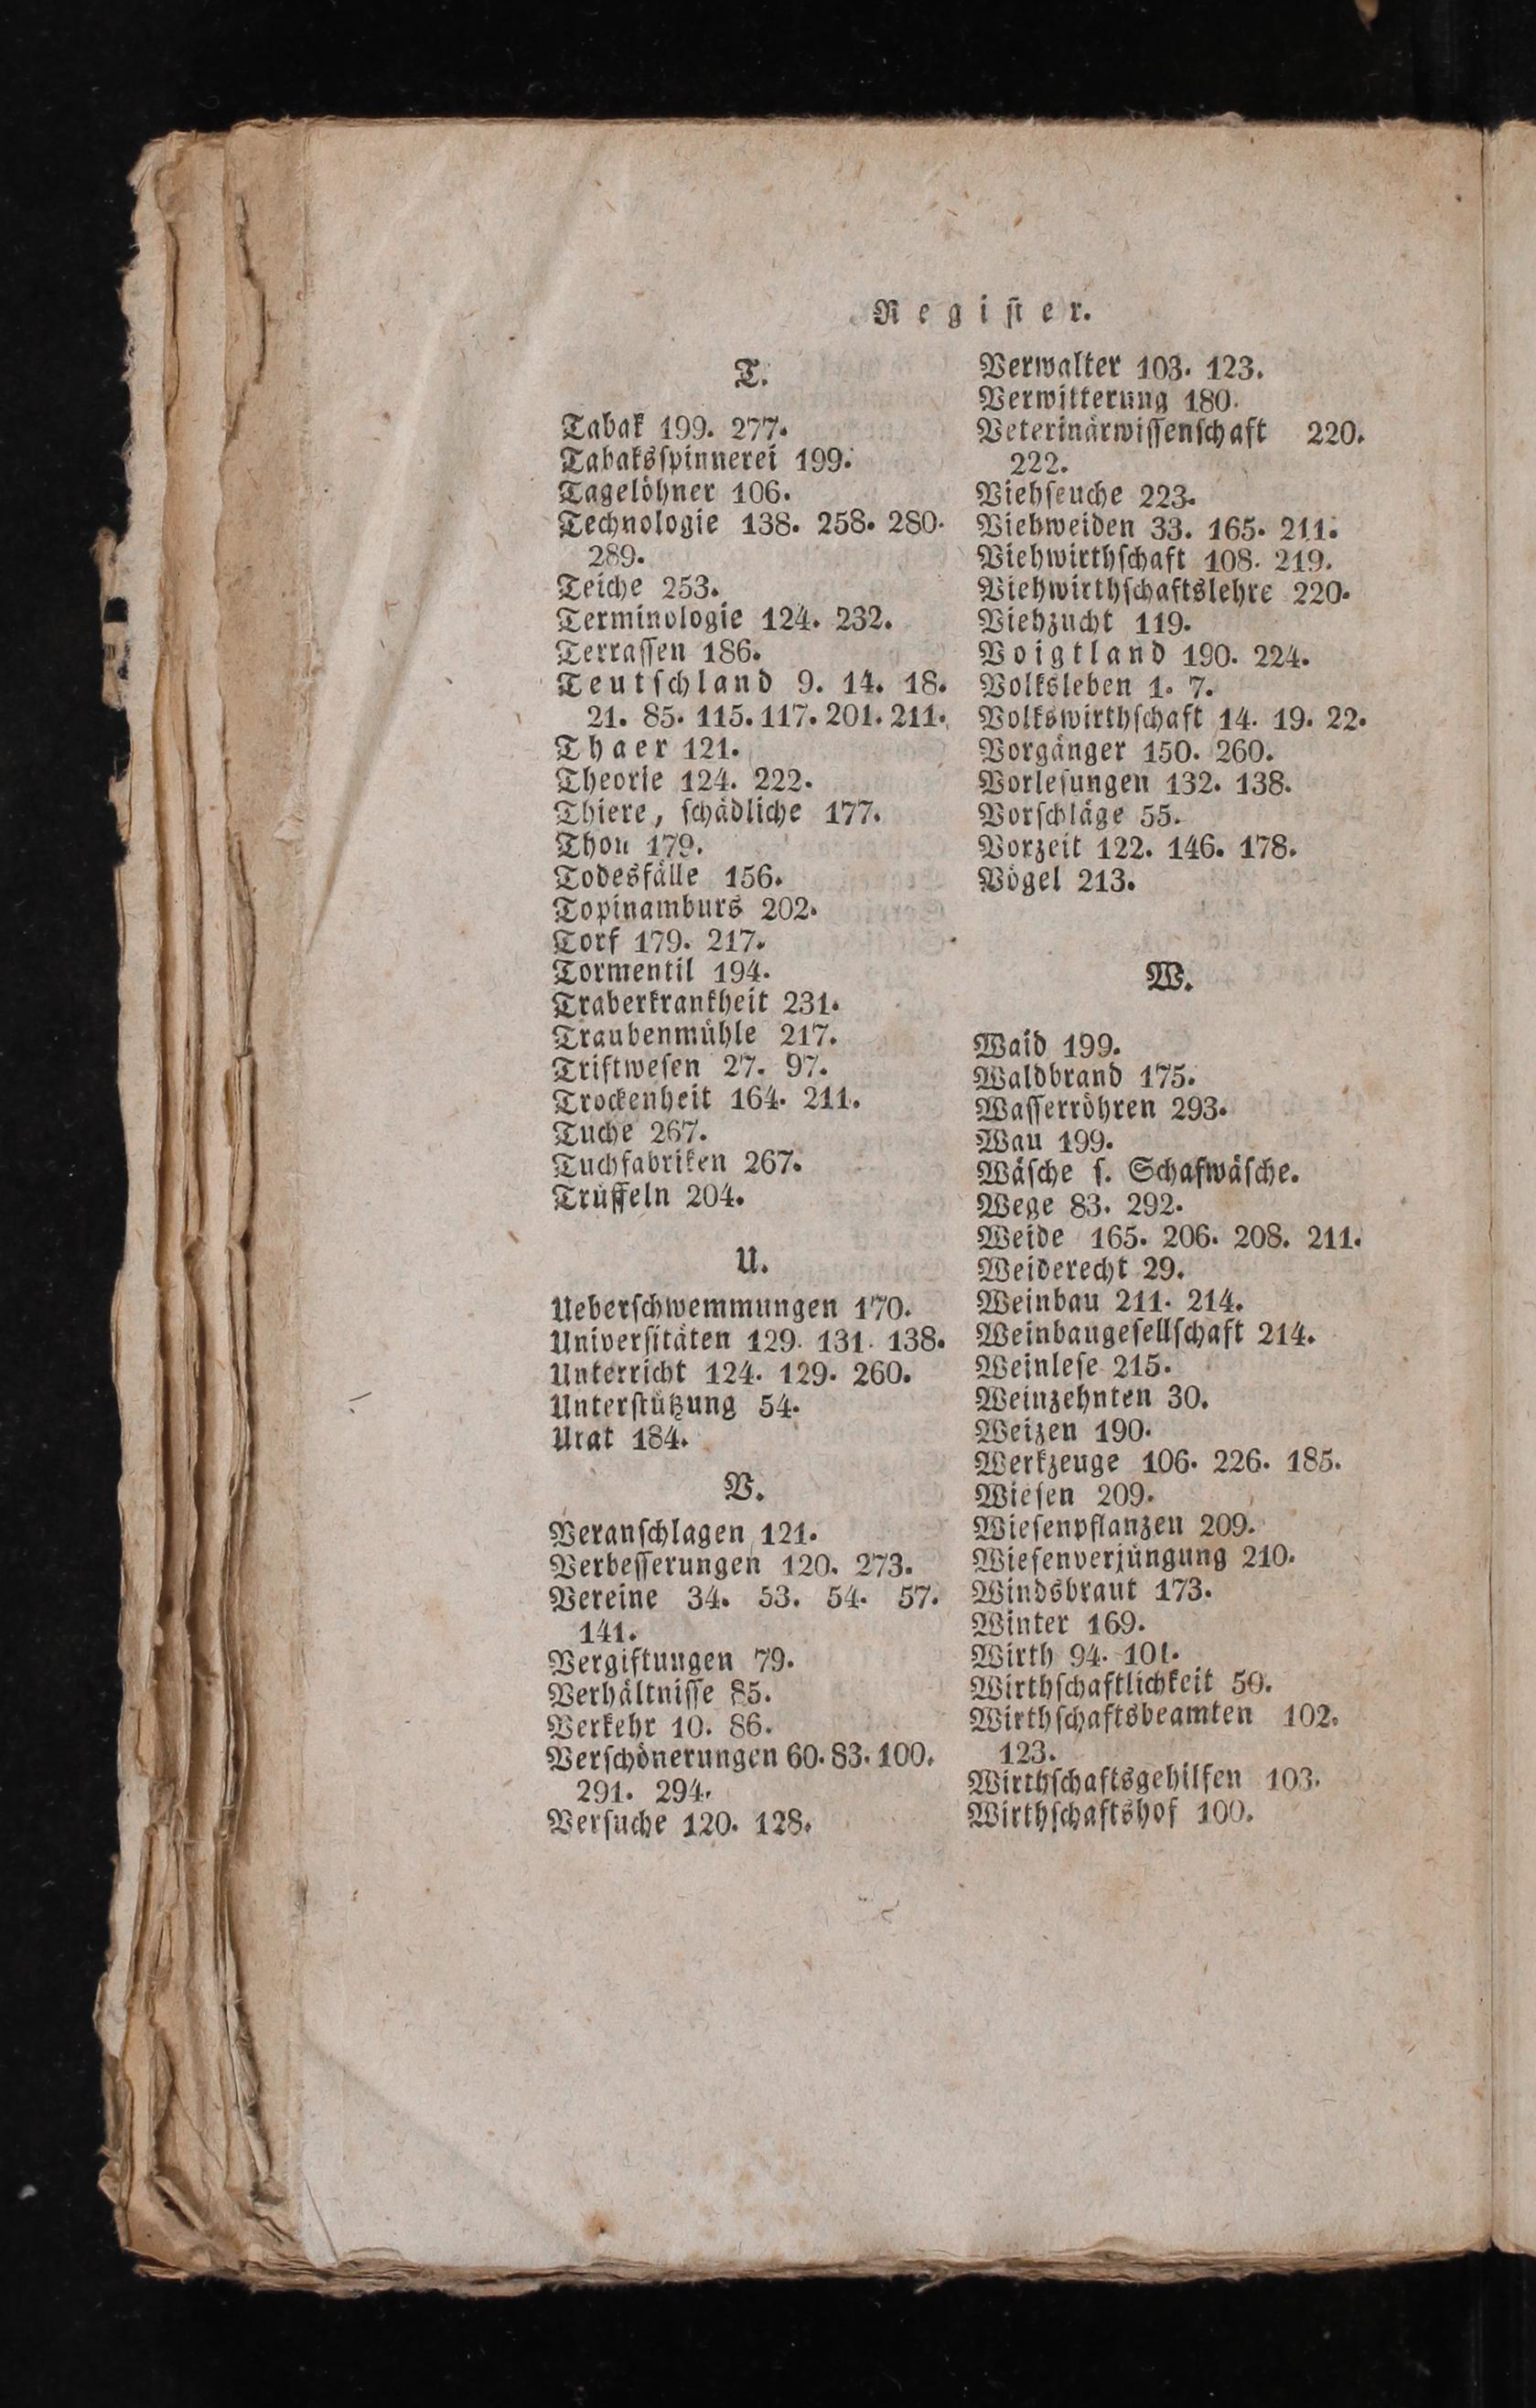 Regiſter.
T.
Tabak 199. 277.
Tabaksſpinnerei 199.
Tagelöhner 106.
Technologie 138. 258. 280.
289.
Teiche 253.
Terminologie 124. 232.
Terraſſen 186.
Teutſchland 9. 14. 18.
21. 85. 115. 117. 201. 211.
Thaer 121.
Theorie 124. 222.
Thiere, ſchädliche 177.
Thon 179.
Todesfälle 156.
Topinamburs 202.
Torf 179. 217.
Tormentil 194.
Traberkrankheit 231.
Traubenmühle 217.
Triftweſen 27. 97.
Trockenheit 164. 211.
Tuche 267.
Tuchfabriken 267.
Trüffeln 204.
U.
Ueberſchwemmungen 170.
Univerſitäten 129. 131. 138.
Unterricht 124. 129. 260.
Unterſtützung 54.
Urat 184.
V.
Veranſchlagen 121.
Verbeſſerungen 120. 273.
Vereine 34. 53. 54. 57.
141.
Vergiftungen 79.
Verhältniſſe 85.
Verkehr 10. 86.
Verſchönerungen 60. 83. 100.
291. 294.
Verſuche 120. 128.
Verwalter 103. 123.
Verwitterung 180.
Veterinärwiſſenſchaft 220.
222.
Viehſeuche 223.
Viehweiden 33. 165. 211.
Viehwirthſchaft 108. 219.
Viehwirthſchaftslehre 220.
Viehzucht 119.
Voigtland 190. 224.
Volksleben 1. 7.
Volkswirthſchaft 14. 19. 22.
Vorgänger 150. 260.
Vorleſungen 132. 138.
Vorſchläge 55.
Vorzeit 122. 146. 178.
Vögel 213.
W.
Waid 199.
Waldbrand 175.
Waſſerröhren 293.
Wau 199.
Wäſche ſ. Schafwäſche.
Wege 83. 292.
Weide 165. 206. 208. 211.
Weiderecht 29.
Weinbau 211. 214.
Weinbaugeſellſchaft 214.
Weinleſe 215.
Weinzehnten 30.
Weizen 190.
Werkzeuge 106. 226. 185.
Wieſen 209.
Wieſenpflanzen 209.
Wieſenverjüngung 210.
Windsbraut 173.
Winter 169.
Wirth 94. 101.
Wirthſchaftlichkeit 50.
Wirthſchaftsbeamten 102.
123.
Wirthſchaftsgehilfen 103.
Wirthſchaftshof 100.